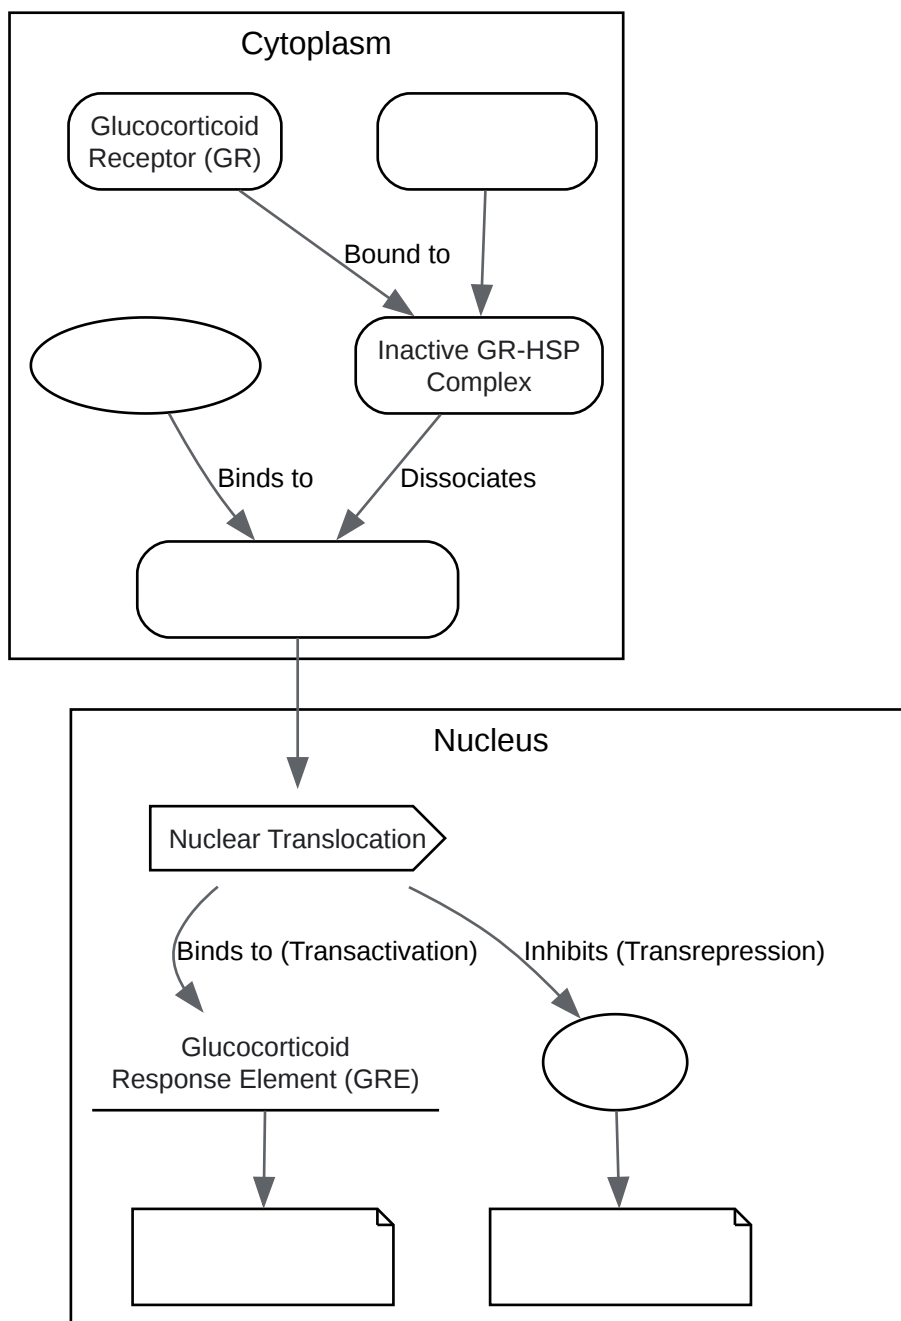 Cytoplasm
Glucocorticoid
Receptor (GR)
Bound to
Inactive GR-HSP
Complex
Binds to
Dissociates
Nucleus
Nuclear Translocation
Binds to (Transactivation)
Inhibits (Transrepression)
Glucocorticoid
Response Element (GRE)